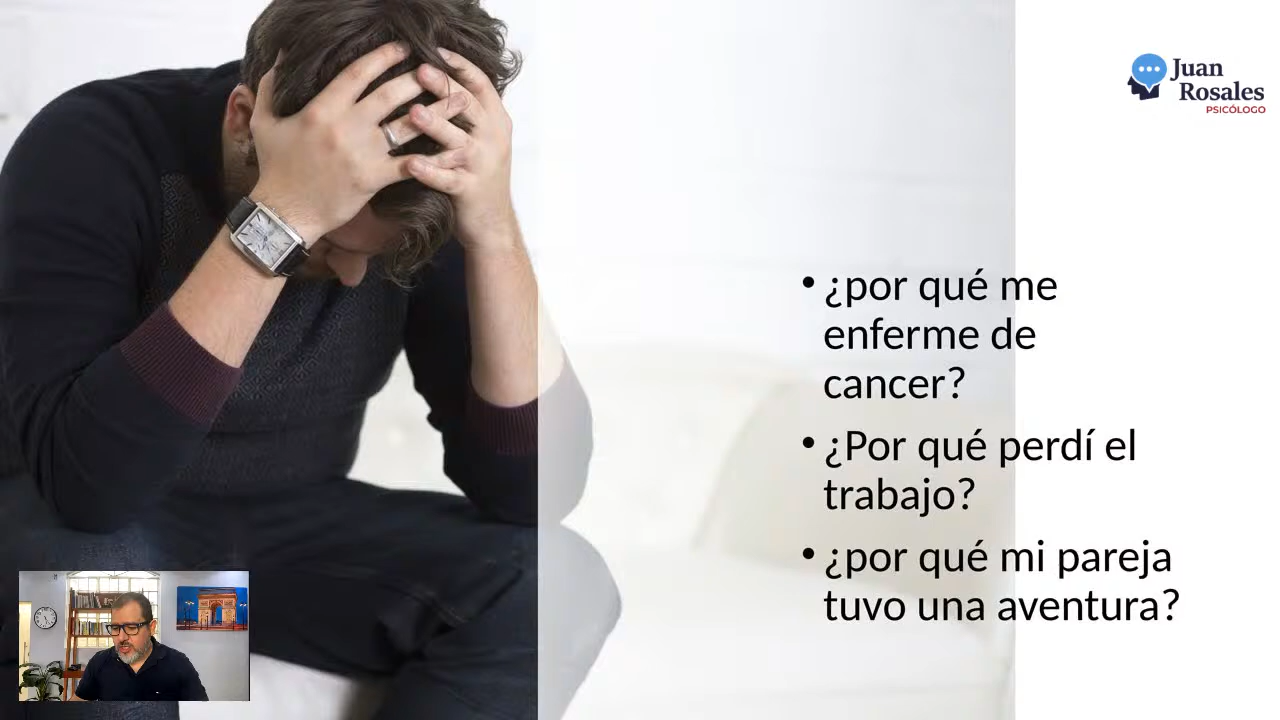 Juan
Rosales
PSICÓLOGO
• ¿por qué me
enferme de
cancer?
• ¿Por qué perdí el
trabajo?
• ¿por qué mi pareja
tuvo una aventura?